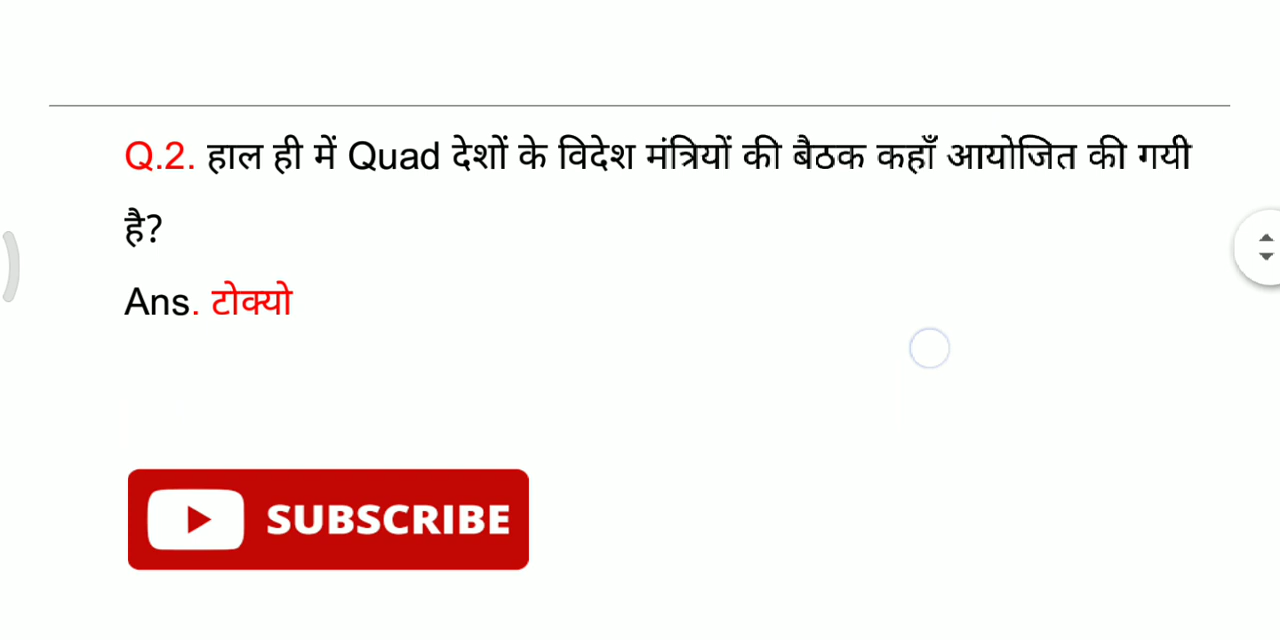 Q.2. हाल ही में Quad देशों के विदेश मंत्रियों की बैठक कहाँ आयोजित की गयी
है?
Ans. टोक्यो
SUBSCRIBE